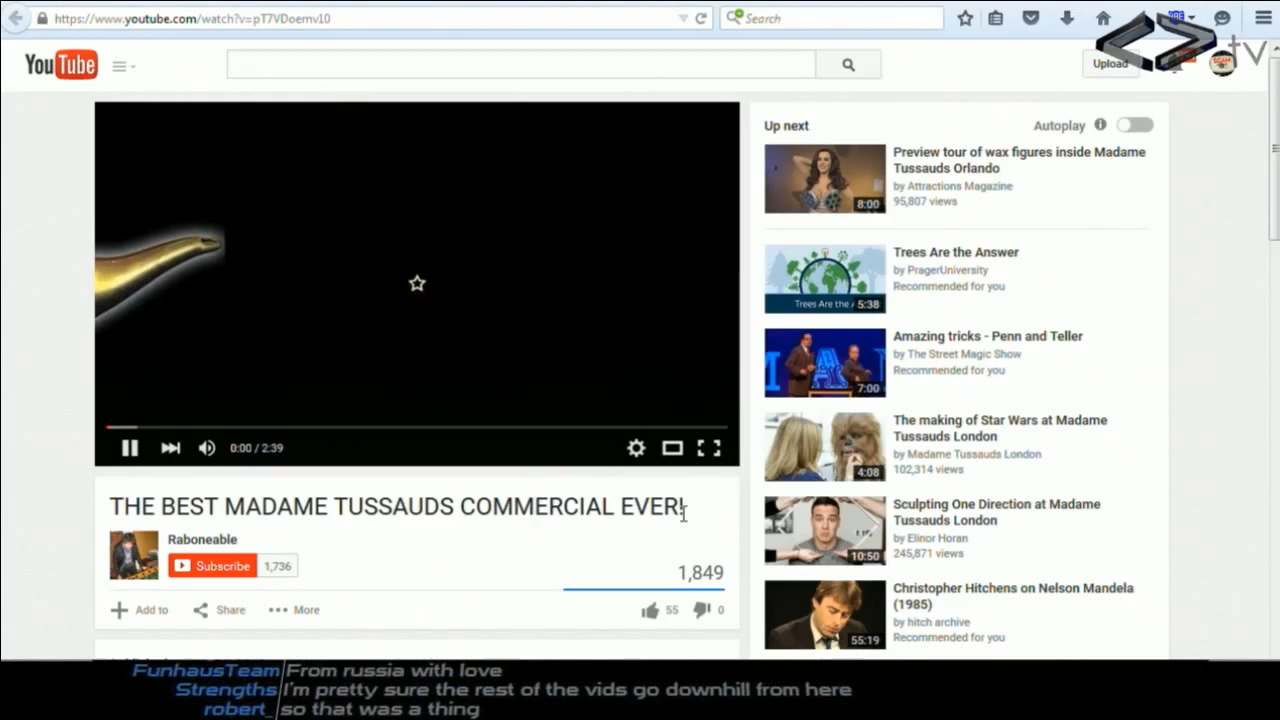 https://www.youtube.com/watch?v=pT7VDoemv10
Search
tv
YouTube
Upload
Up next
Autoplay
Preview tour of wax figures inside Madame
Tussauds Orlando
by Attractions Magazine
95,807 views
8:00
Trees Are the Answer
by PragerUniversity
Recommended for you
Trees Are the A
5:38
Amazing tricks - Penn and Teller
by The Street Magic Show
Recommended for you
7:00
The making of Star Wars at Madame
Tussauds London
by Madame Tussauds London
102,314 views
4:08
Sculpting One Direction at Madame
Tussauds London
by Elinor Horan
245,871 views
10:50
Christopher Hitchens on Nelson Mandela
(1985)
by hitch archive
Recommended for you
55:19
0:00 / 2:39
THE BEST MADAME TUSSAUDS COMMERCIAL EVER!
Raboneable
Subscribe 1,736
1,849
Add to Share More 55 0
FunhausTeam From russia with love
Strengths I'm pretty sure the rest of the vids go downhill from here
robert_ so that was a thing